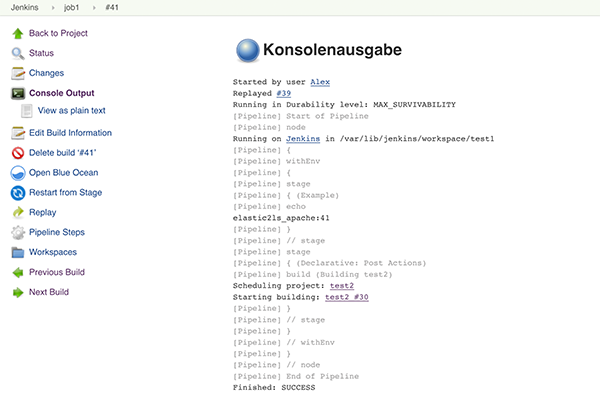 Jenkins › job1 › #41
Back to Project
Status
Changes
Console Output
View as plain text
Edit Build Information
Delete build ‘#41’
Open Blue Ocean
Restart from Stage
Replay
Pipeline Steps
Workspaces
Previous Build
Next Build
Konsolenausgabe
Started by user Alex
Replayed #39
Running in Durability level: MAX_SURVIVABILITY
[Pipeline] Start of Pipeline
[Pipeline] node
Running on Jenkins in /var/lib/jenkins/workspace/test1
[Pipeline] {
[Pipeline] withEnv
[Pipeline] {
[Pipeline] stage
[Pipeline] { (Example)
[Pipeline] echo
elastic2ls_apache:41
[Pipeline] }
[Pipeline] // stage
[Pipeline] stage
[Pipeline] { (Declarative: Post Actions)
[Pipeline] build (Building test2)
Scheduling project: test2
Starting building: test2 #30
[Pipeline] }
[Pipeline] // stage
[Pipeline] }
[Pipeline] // withEnv
[Pipeline] }
[Pipeline] // node
[Pipeline] End of Pipeline
Finished: SUCCESS